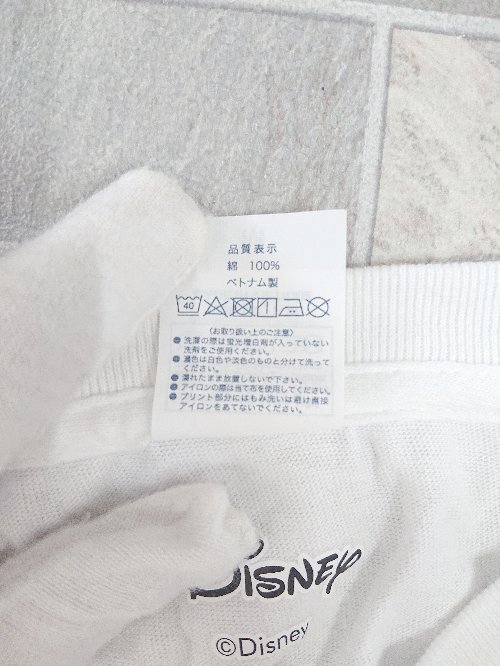 品質表示
綿 100%
ベトナム製
40
〈お取り扱い上のご注意〉
●洗濯の際は蛍光増白剤が入っていない
洗剤をご使用ください。
●濃色は白色や淡色のものと分けて洗って
ください。
●濡れたまま放置しないで下さい。
●アイロンの際は当て布を使用してください。
●プリント部分にはもみ洗いは避け直接
アイロンをあてないでください。
DISNEY
©Disney